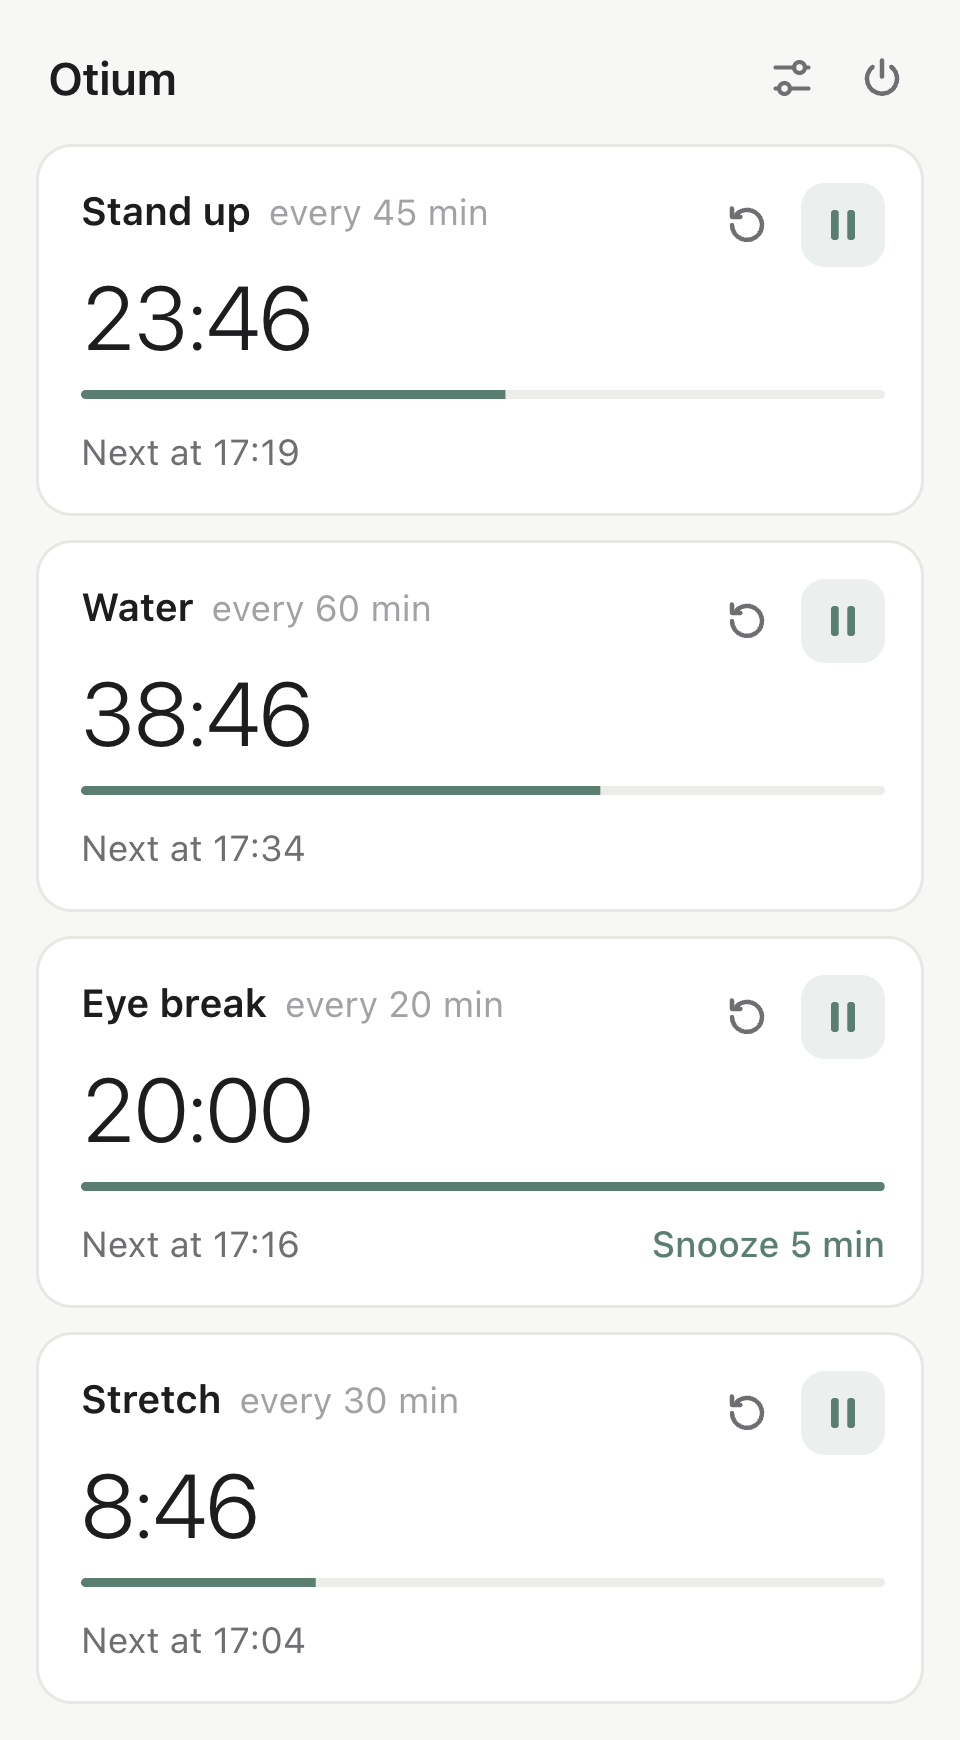 Otium
Stand up every 45 min
23:46
Next at 17:19
Water every 60 min
38:46
Next at 17:34
Eye break every 20 min
20:00
Next at 17:16 Snooze 5 min
Stretch every 30 min
8:46
Next at 17:04